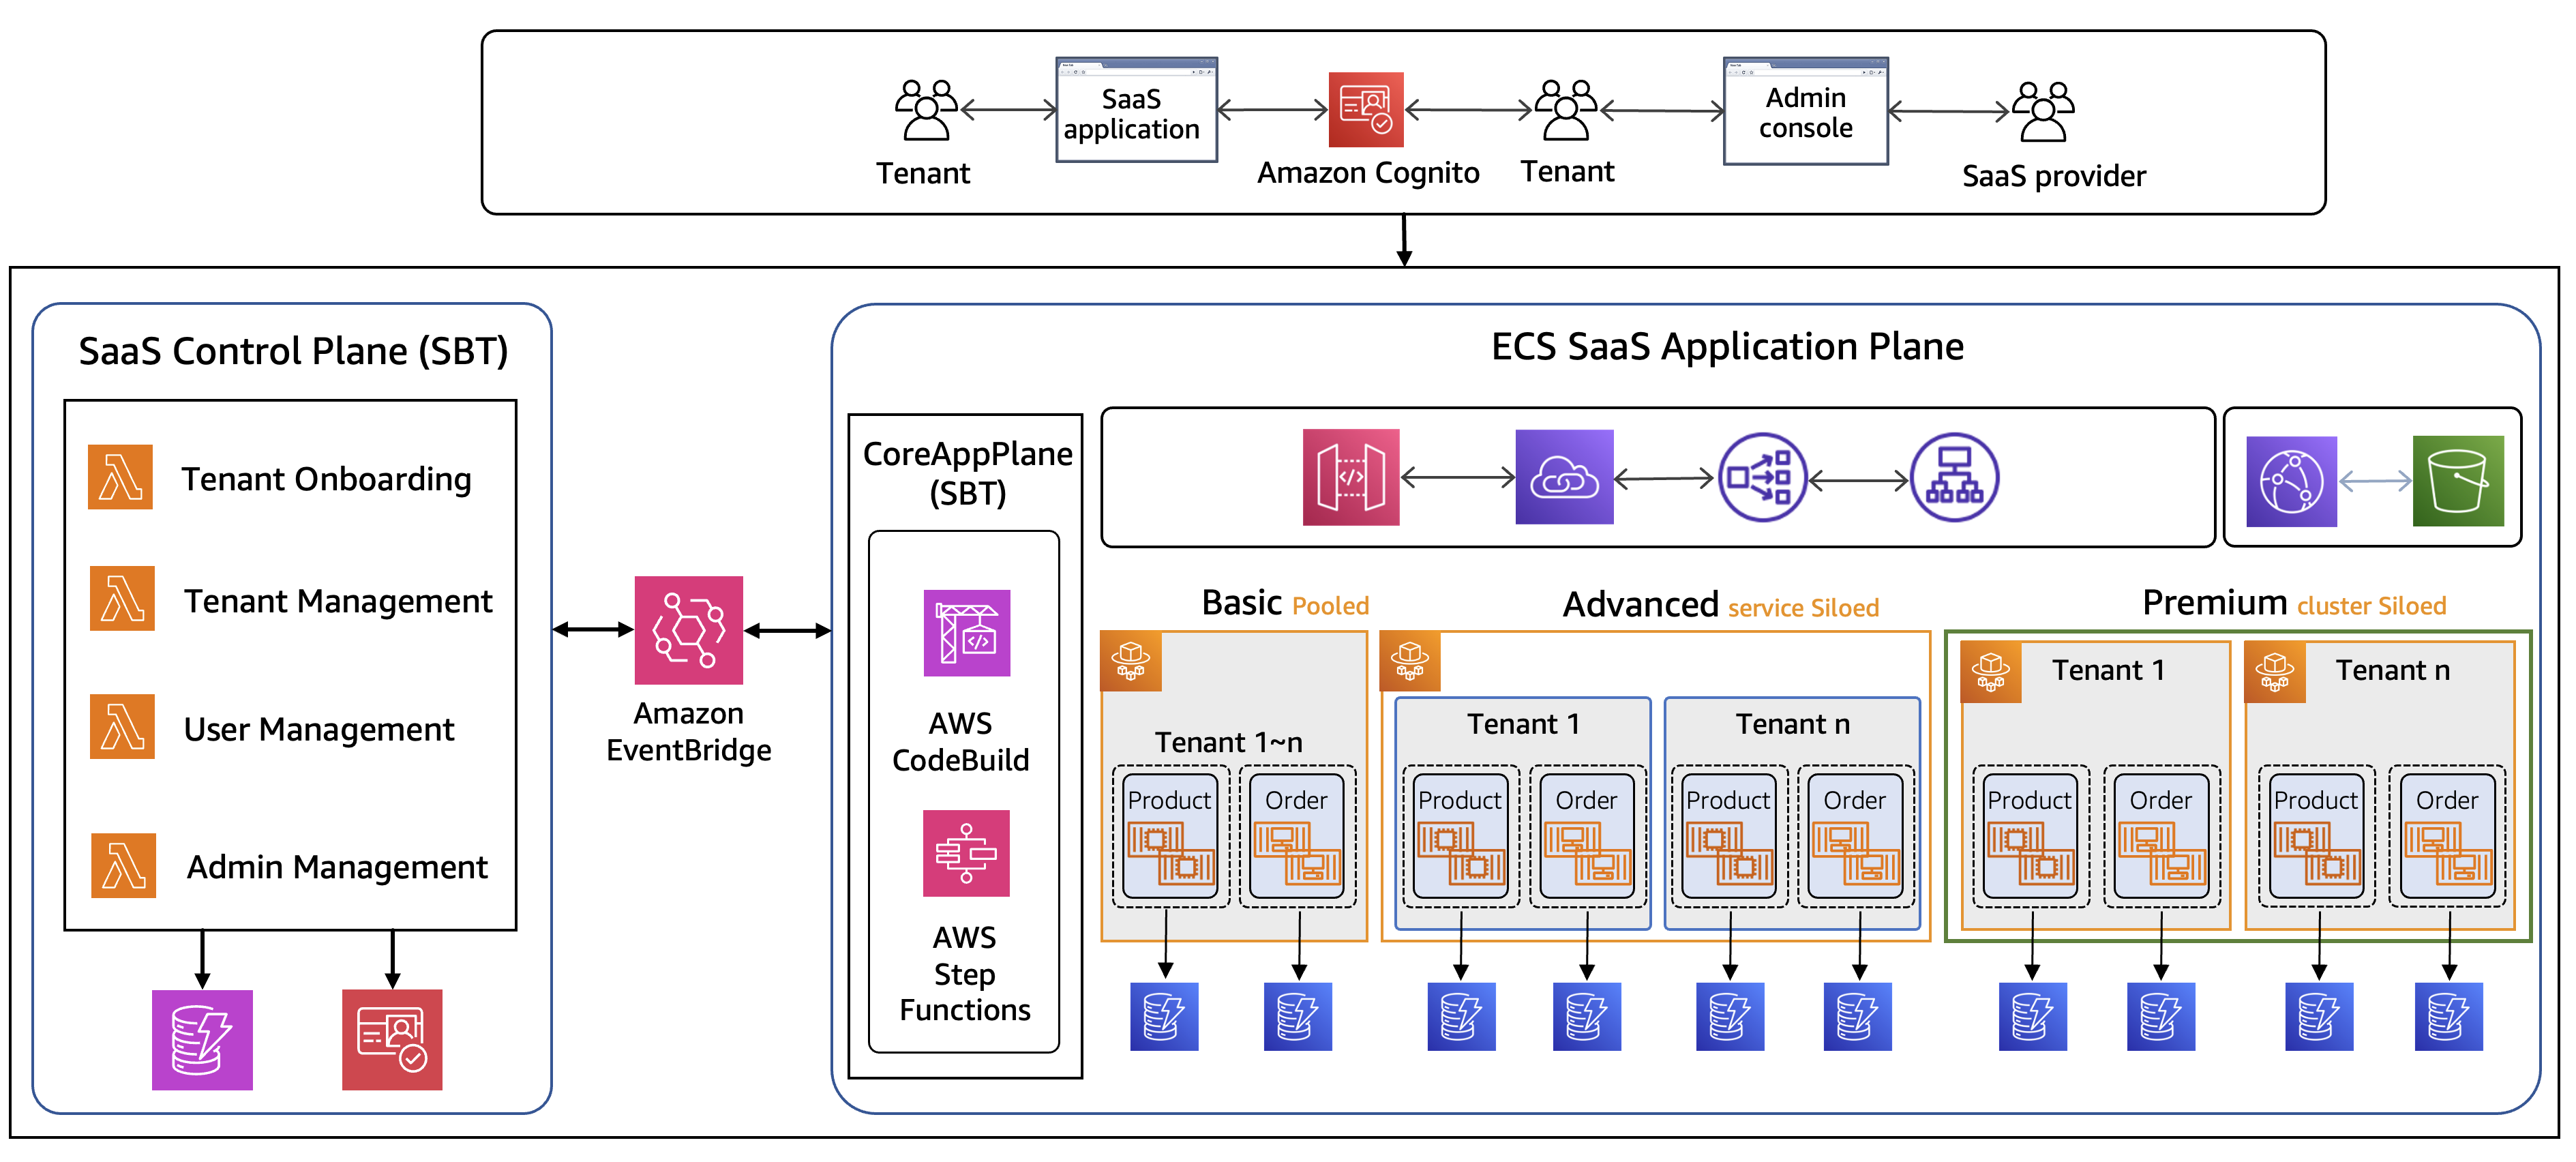 SaaS
application
Admin
console
Tenant
Amazon Cognito
Tenant
SaaS provider
SaaS Control Plane (SBT)
Tenant Onboarding
Tenant Management
User Management
Admin Management
Amazon
EventBridge
ECS SaaS Application Plane
CoreAppPlane
(SBT)
AWS
CodeBuild
AWS
Step
Functions
Basic Pooled
Tenant 1~n
Product
Order
Advanced service Siloed
Tenant 1
Product
Order
Tenant n
Product
Order
Premium cluster Siloed
Tenant 1
Product
Order
Tenant n
Product
Order